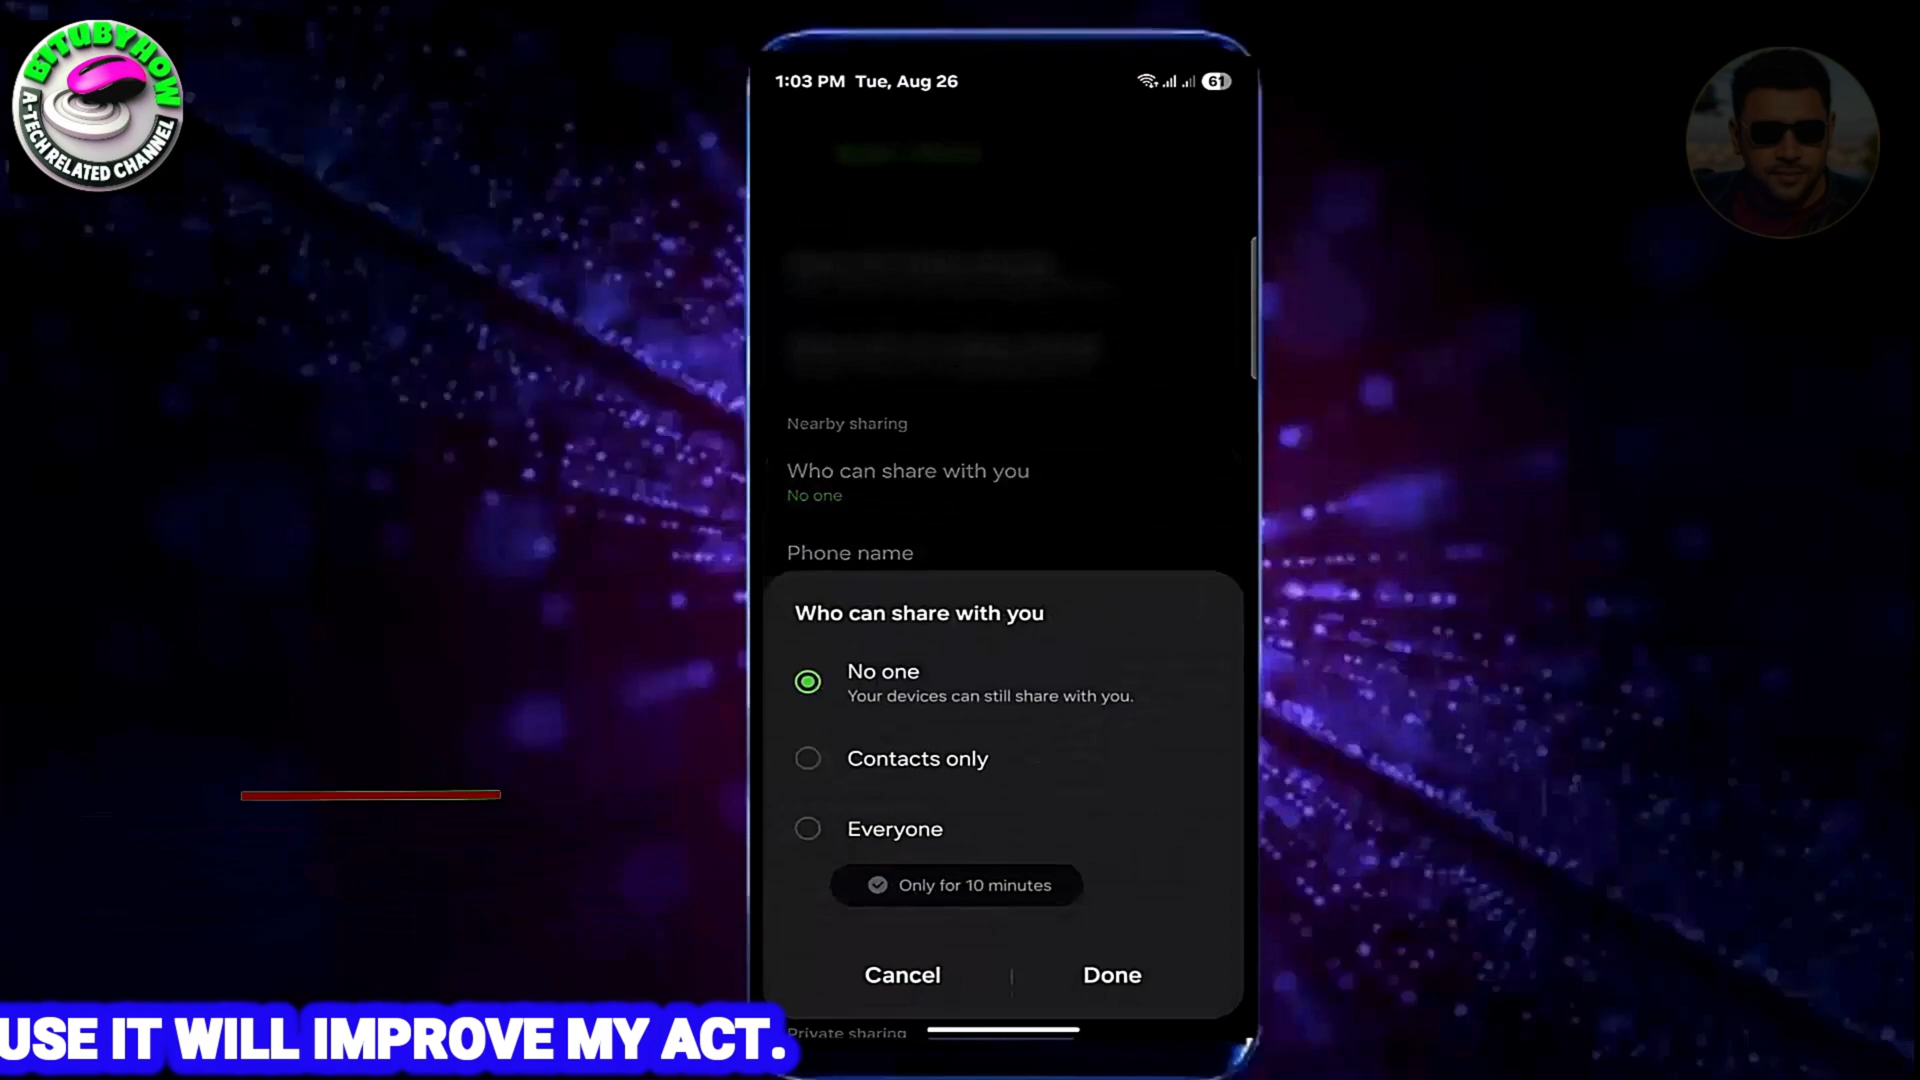 BITUBYHOW
A-TECH RELATED CHANNEL
1:03 PM Tue, Aug 26
61
Nearby sharing
Who can share with you
No one
Phone name
Who can share with you
No one
Your devices can still share with you.
Contacts only
Everyone
Only for 10 minutes
Cancel
Done
Private sharing
USE IT WILL IMPROVE MY ACT.